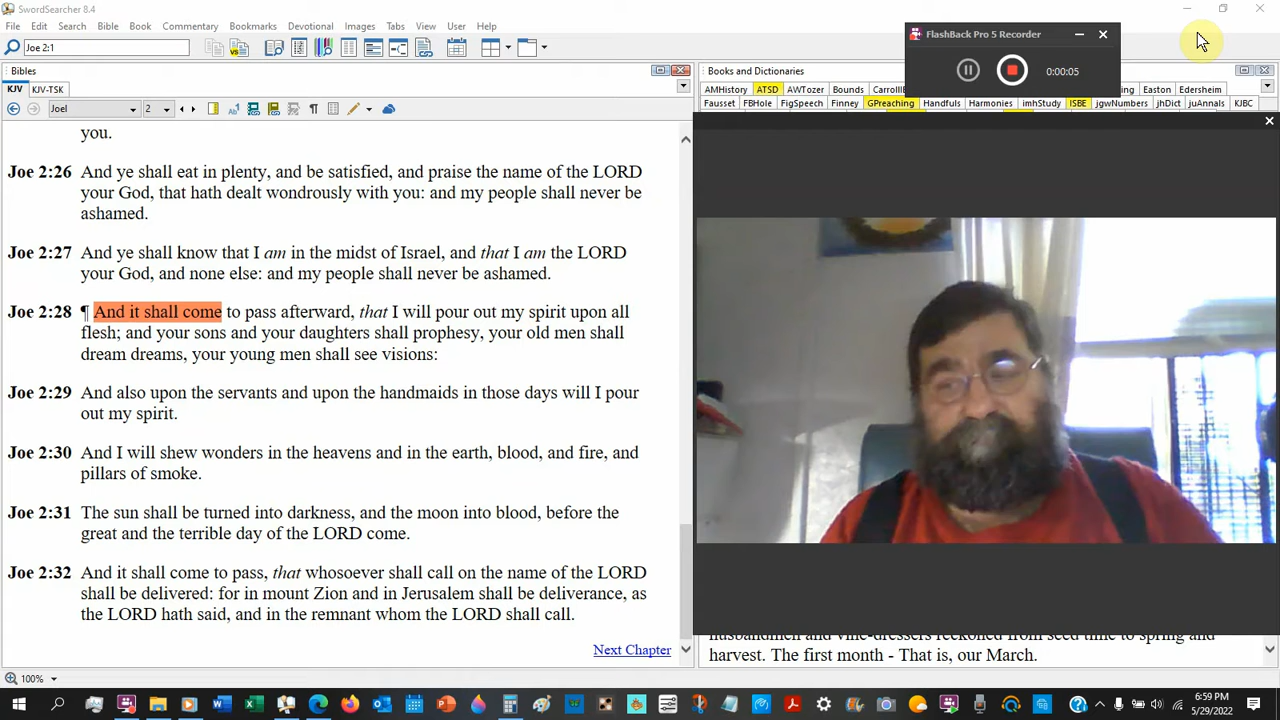 SwordSearcher 8.4
File Edit Search Bible Book Commentary Bookmarks Devotional Images Tabs View User Help
Joe 2:1
FlashBack Pro 5 Recorder
0:00:05
Bibles
Books and Dictionaries
KJV KJV-TSK
AMHistory ATSD AWTozer Bounds Easton Edersheim
Fausset FBHole FigSpeech Finney GPreaching Handfuls Harmonies imhStudy ISBE jgwNumbers jhDict juAnnals KJBC
Joel 2
you.
Joe 2:26 And ye shall eat in plenty, and be satisfied, and praise the name of the LORD
your God, that hath dealt wondrously with you: and my people shall never be
ashamed.
Joe 2:27 And ye shall know that I am in the midst of Israel, and that I am the LORD
your God, and none else: and my people shall never be ashamed.
Joe 2:28 ¶ And it shall come to pass afterward, that I will pour out my spirit upon all
flesh; and your sons and your daughters shall prophesy, your old men shall
dream dreams, your young men shall see visions:
Joe 2:29 And also upon the servants and upon the handmaids in those days will I pour
out my spirit.
Joe 2:30 And I will shew wonders in the heavens and in the earth, blood, and fire, and
pillars of smoke.
Joe 2:31 The sun shall be turned into darkness, and the moon into blood, before the
great and the terrible day of the LORD come.
Joe 2:32 And it shall come to pass, that whosoever shall call on the name of the LORD
shall be delivered: for in mount Zion and in Jerusalem shall be deliverance, as
the LORD hath said, and in the remnant whom the LORD shall call.
Next Chapter
husbandmen and vine-dressers reckoned from seed time to spring and
harvest. The first month - That is, our March.
100%
6:59 PM
5/29/2022